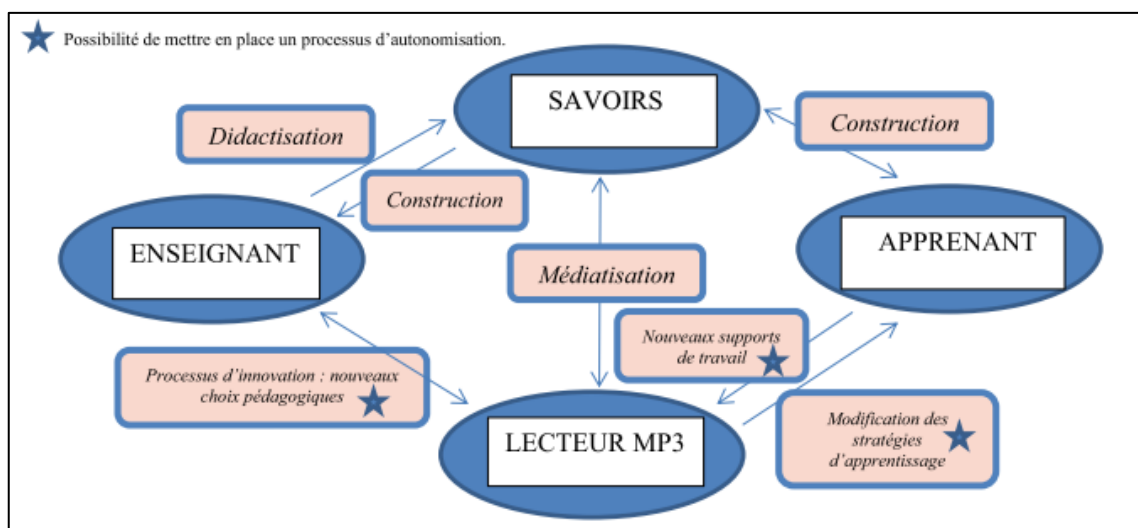 Possibilité de mettre en place un processus d’autonomisation.
SAVOIRS
Didactisation
Construction
Construction
ENSEIGNANT
APPRENANT
Médiatisation
Nouveaux supports
de travail
Processus d’innovation : nouveaux
choix pédagogiques
LECTEUR MP3
Modification des
stratégies
d’apprentissage